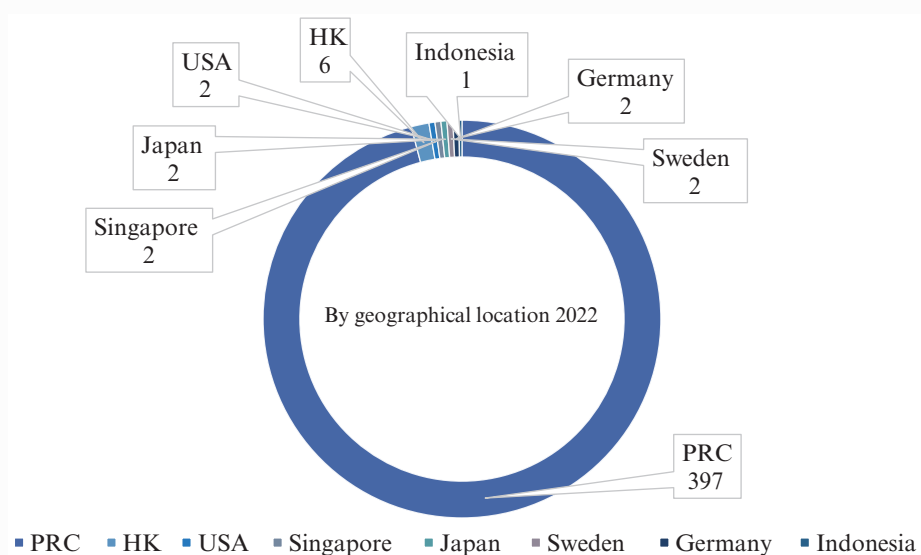 HK
6
Indonesia
1
USA
2
Germany
2
Japan
2
Sweden
2
Singapore
2
By geographical location 2022
PRC
397
PRC HK USA Singapore Japan Sweden Germany Indonesia